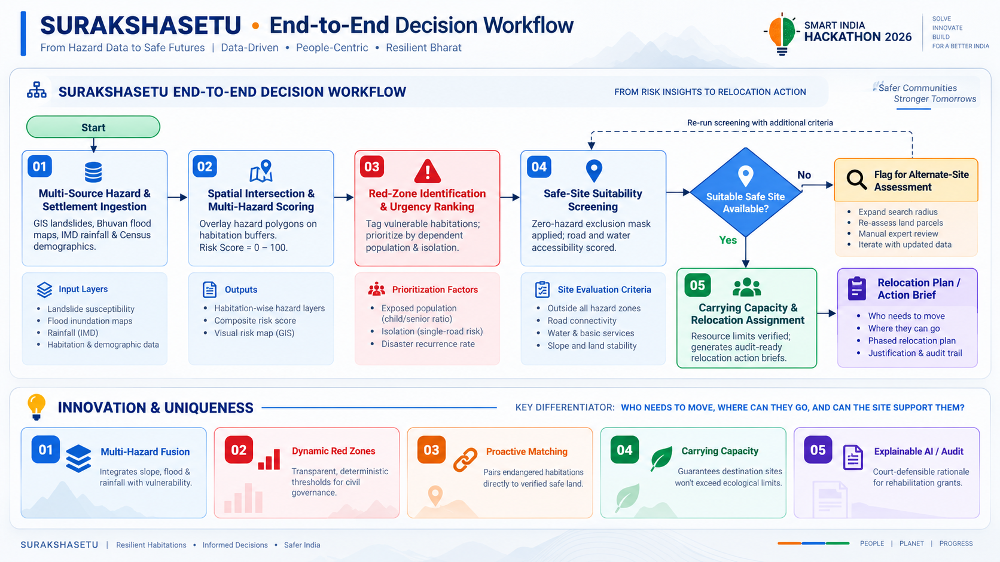 SURAKSHASETU • End-to-End Decision Workflow
From Hazard Data to Safe Futures | Data-Driven • People-Centric • Resilient Bharat
SMART INDIA
HACKATHON 2026
SOLVE
INNOVATE
BUILD
FOR A BETTER INDIA
SURAKSHASETU END-TO-END DECISION WORKFLOW
FROM RISK INSIGHTS TO RELOCATION ACTION
“Safer Communities
Stronger Tomorrows
Start
Re-run screening with additional criteria
01
Multi-Source Hazard &
Settlement Ingestion
GIS landslides, Bhuvan flood
maps, IMD rainfall & Census
demographics.
Input Layers
• Landslide susceptibility
• Flood inundation maps
• Rainfall (IMD)
• Habitation & demographic data
02
Spatial Intersection &
Multi-Hazard Scoring
Overlay hazard polygons on
habitation buffers.
Risk Score = 0 – 100.
Outputs
• Habitation-wise hazard layers
• Composite risk score
• Visual risk map (GIS)
03
Red-Zone Identification
& Urgency Ranking
Tag vulnerable habitations;
prioritize by dependent
population & isolation.
Prioritization Factors
• Exposed population
(child/senior ratio)
• Isolation (single-road risk)
• Disaster recurrence rate
04
Safe-Site Suitability
Screening
Zero-hazard exclusion mask
applied; road and water
accessibility scored.
Site Evaluation Criteria
• Outside all hazard zones
• Road connectivity
• Water & basic services
• Slope and land stability
Suitable Safe Site
Available?
No
Yes
Flag for Alternate-Site
Assessment
• Expand search radius
• Re-assess land parcels
• Manual expert review
• Iterate with updated data
05
Carrying Capacity &
Relocation Assignment
Resource limits verified;
generates audit-ready
relocation action briefs.
Relocation Plan /
Action Brief
• Who needs to move
• Where they can go
• Phased relocation plan
• Justification & audit trail
INNOVATION & UNIQUENESS
KEY DIFFERENTIATOR: WHO NEEDS TO MOVE, WHERE CAN THEY GO, AND CAN THE SITE SUPPORT THEM?
01
Multi-Hazard Fusion
Integrates slope, flood &
rainfall with vulnerability.
02
Dynamic Red Zones
Transparent, deterministic
thresholds for civil
governance.
03
Proactive Matching
Pairs endangered habitations
directly to verified safe land.
04
Carrying Capacity
Guarantees destination sites
won't exceed ecological limits.
05
Explainable AI / Audit
Court-defensible rationale
for rehabilitation grants.
SURAKSHASETU | Resilient Habitations • Informed Decisions • Safer India
PEOPLE | PLANET | PROGRESS